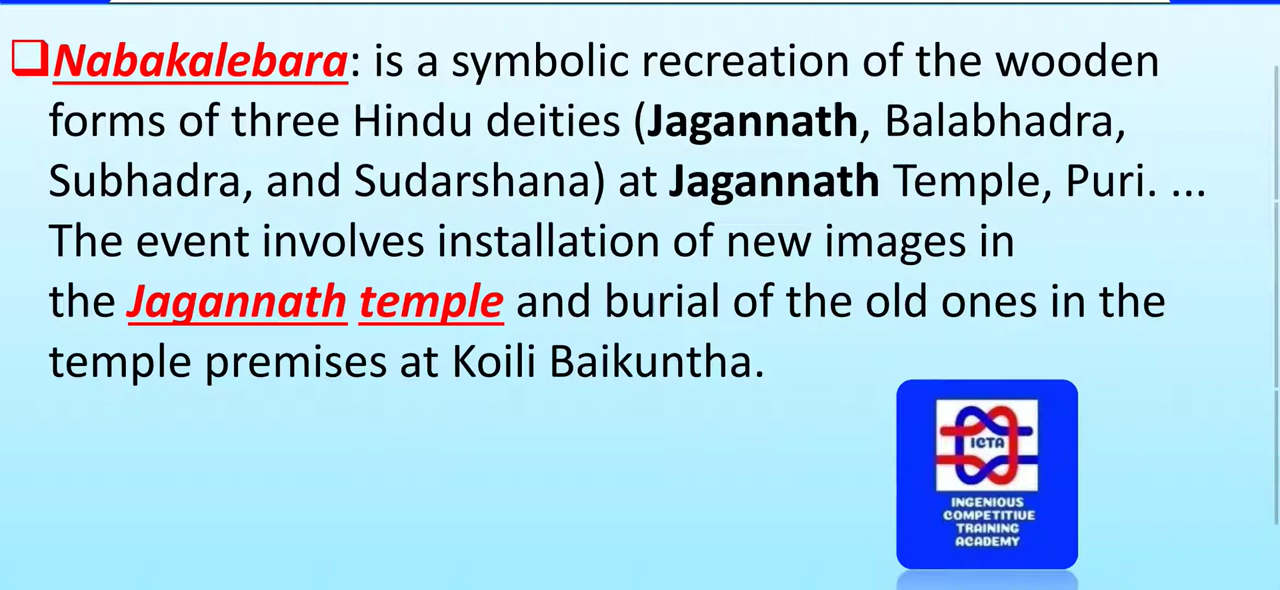 ❑Nabakalebara: is a symbolic recreation of the wooden
forms of three Hindu deities (Jagannath, Balabhadra,
Subhadra, and Sudarshana) at Jagannath Temple, Puri. ...
The event involves installation of new images in
the Jagannath temple and burial of the old ones in the
temple premises at Koili Baikuntha.
ICTA
INGENIOUS
COMPETITIUE
TRAINING
ACADEMY